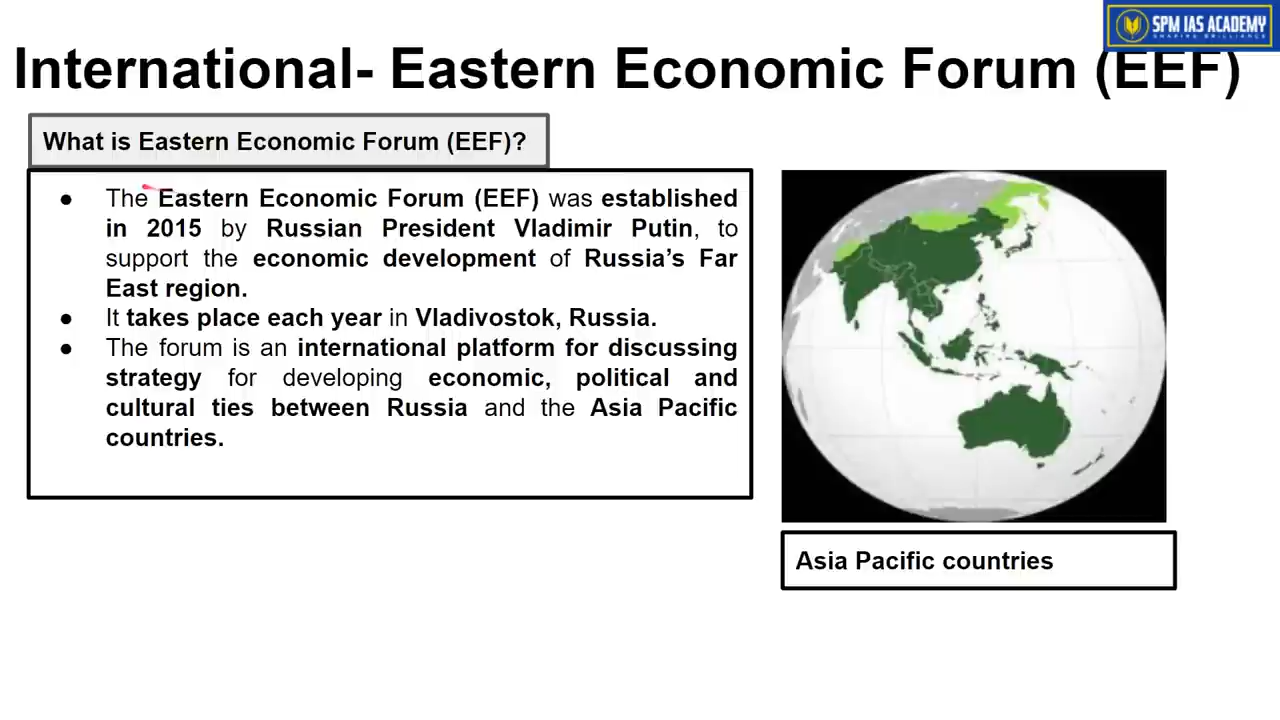 SPM IAS ACADEMY
SHAPING BRILLIANCE
International- Eastern Economic Forum (EEF)
What is Eastern Economic Forum (EEF)?
● The Eastern Economic Forum (EEF) was established
in 2015 by Russian President Vladimir Putin, to
support the economic development of Russia’s Far
East region.
● It takes place each year in Vladivostok, Russia.
● The forum is an international platform for discussing
strategy for developing economic, political and
cultural ties between Russia and the Asia Pacific
countries.
Asia Pacific countries